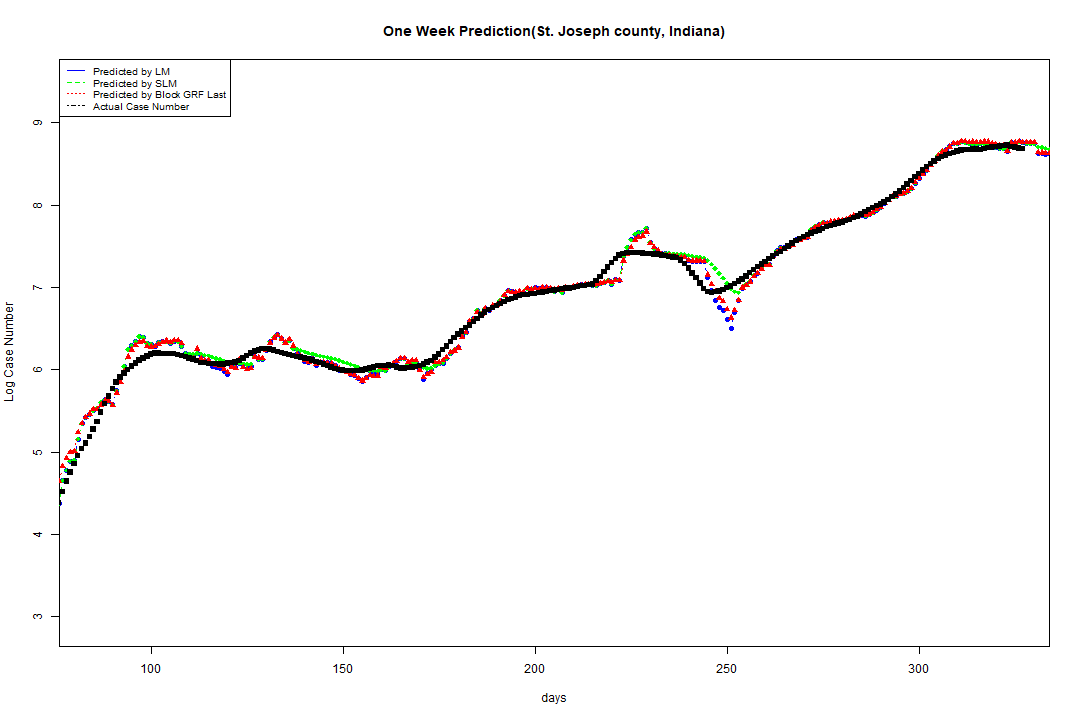 One Week Prediction(St. Joseph county, Indiana)
Predicted by LM
Predicted by SLM
Predicted by Block GRF Last
Actual Case Number
Log Case Number
9
8
7
6
5
4
3
100 150 200 250 300
days